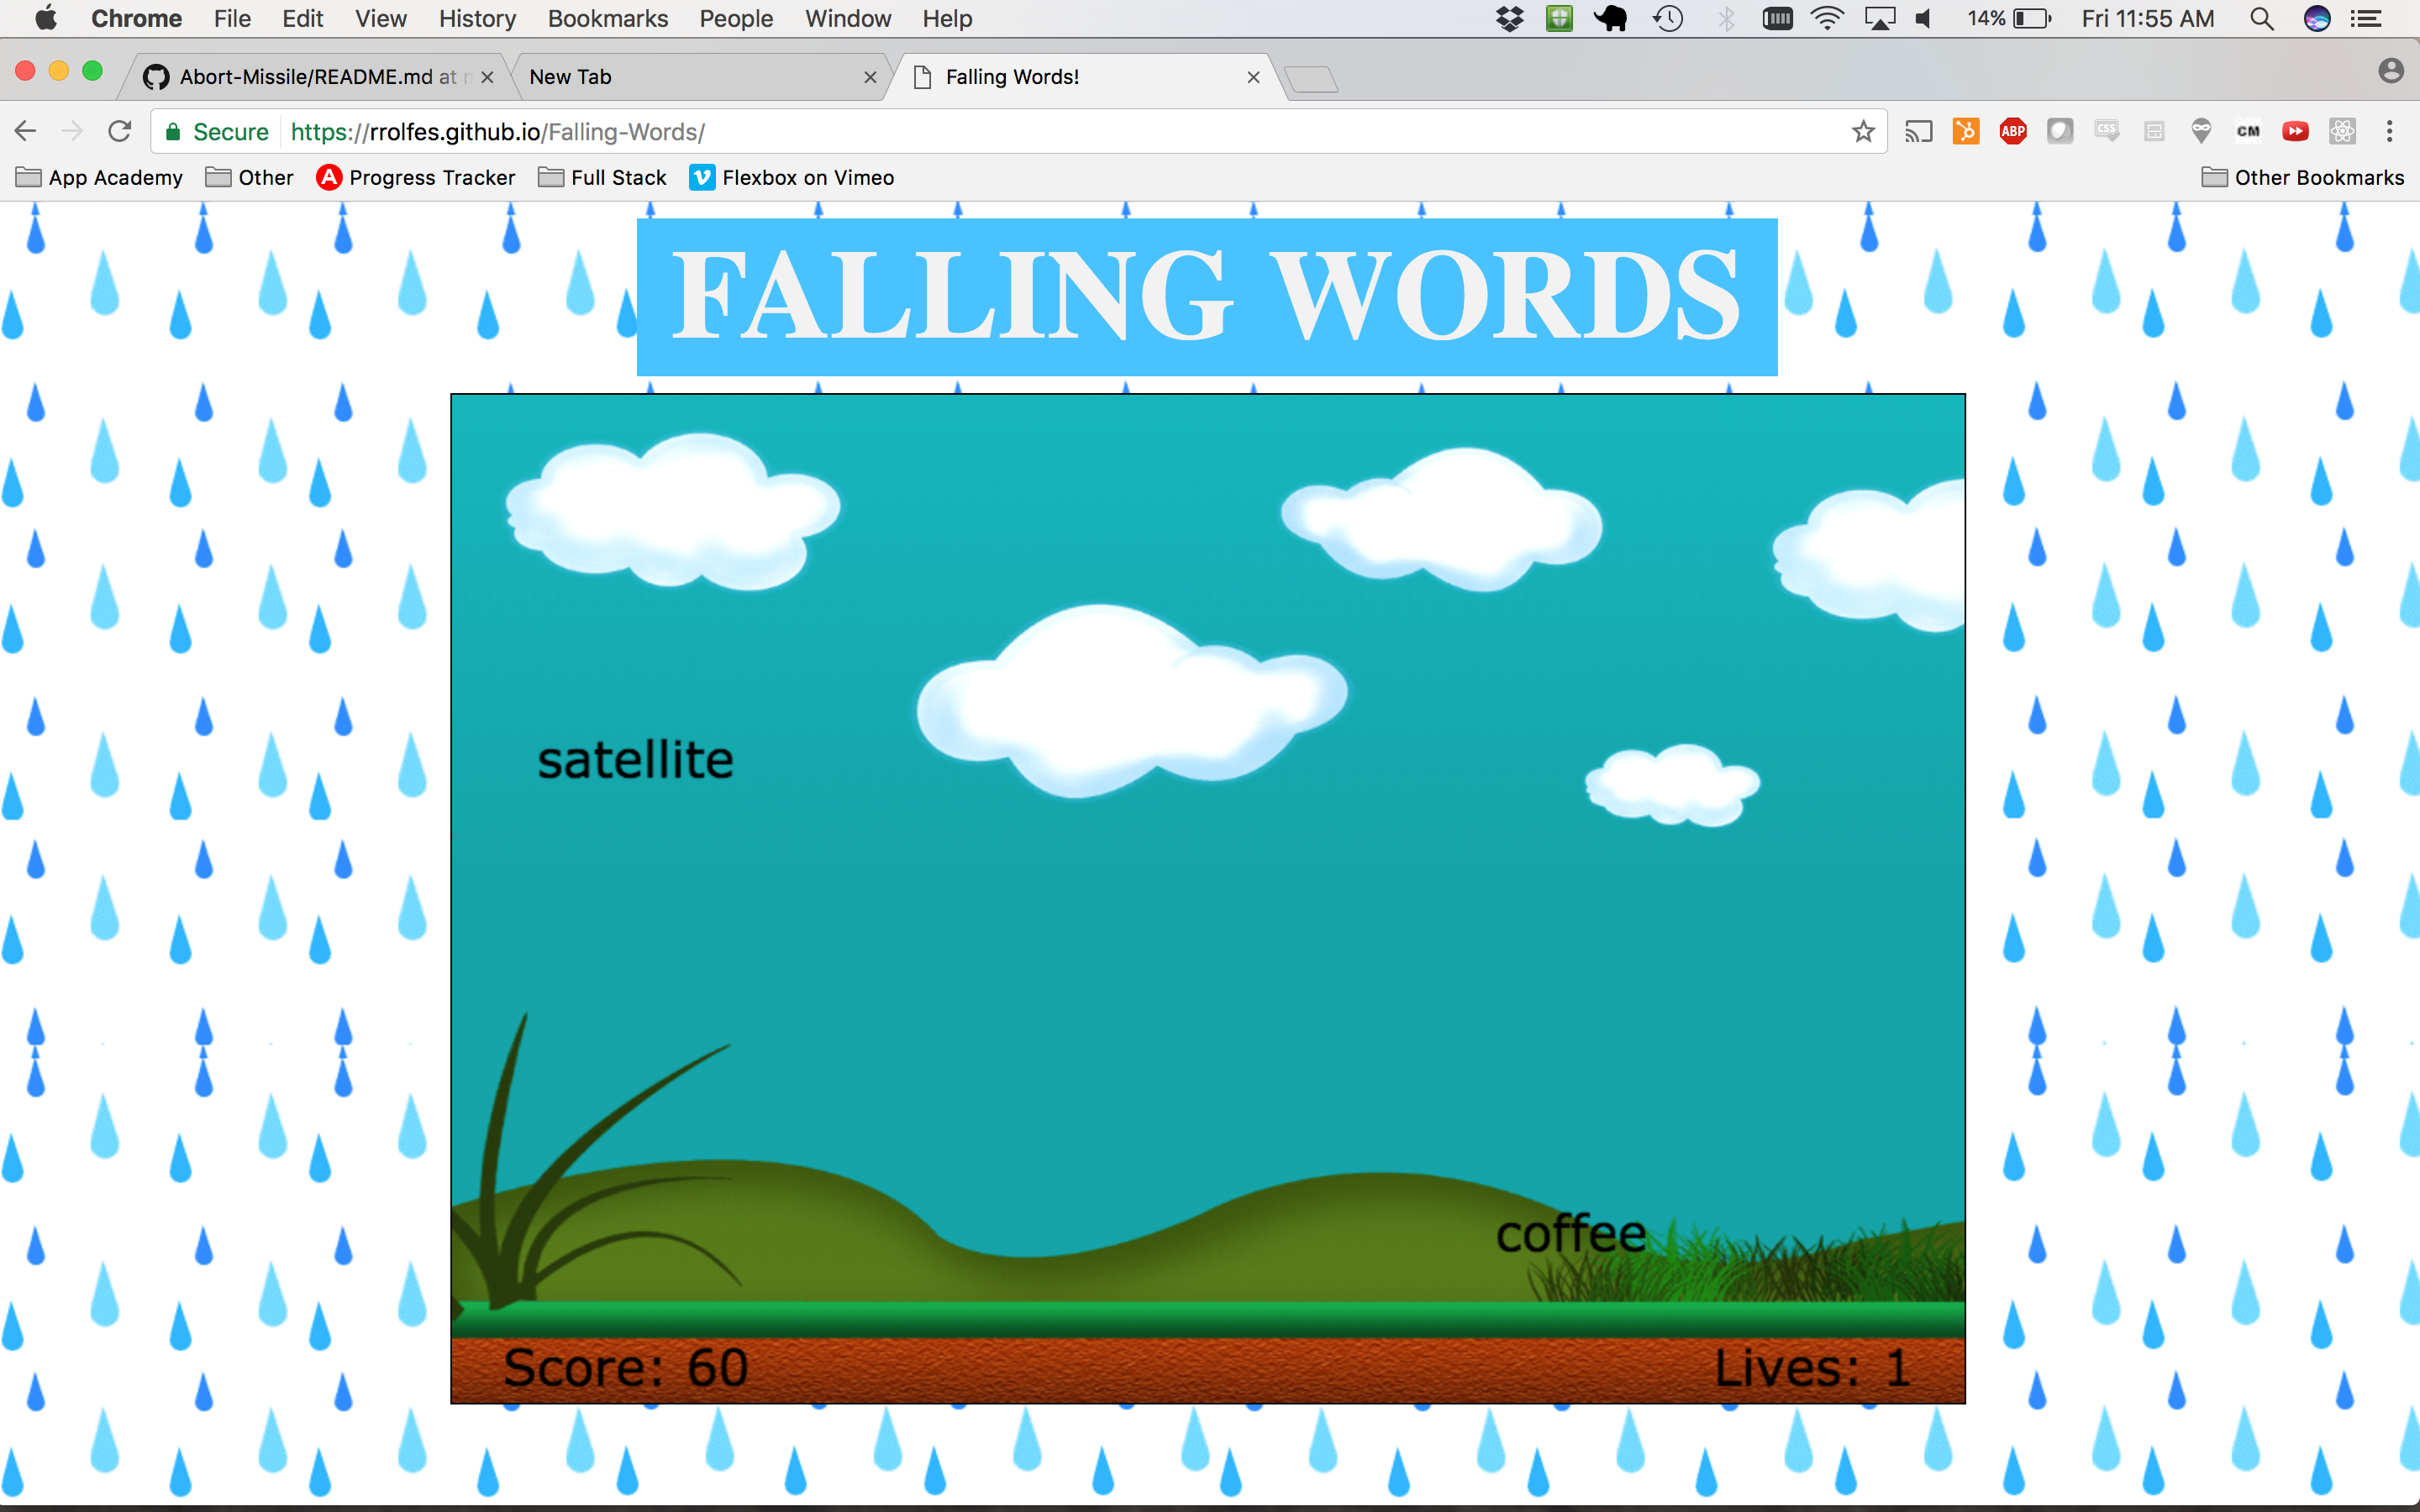 Chrome File Edit View History Bookmarks People Window Help 14% Fri 11:55 AM
Abort-Missile/README.md at New Tab Falling Words!
Secure https://rrolfes.github.io/Falling-Words/ ABP CSS CM
App Academy Other Progress Tracker Full Stack Flexbox on Vimeo Other Bookmarks
FALLING WORDS
satellite
coffee
Score: 60 Lives: 1